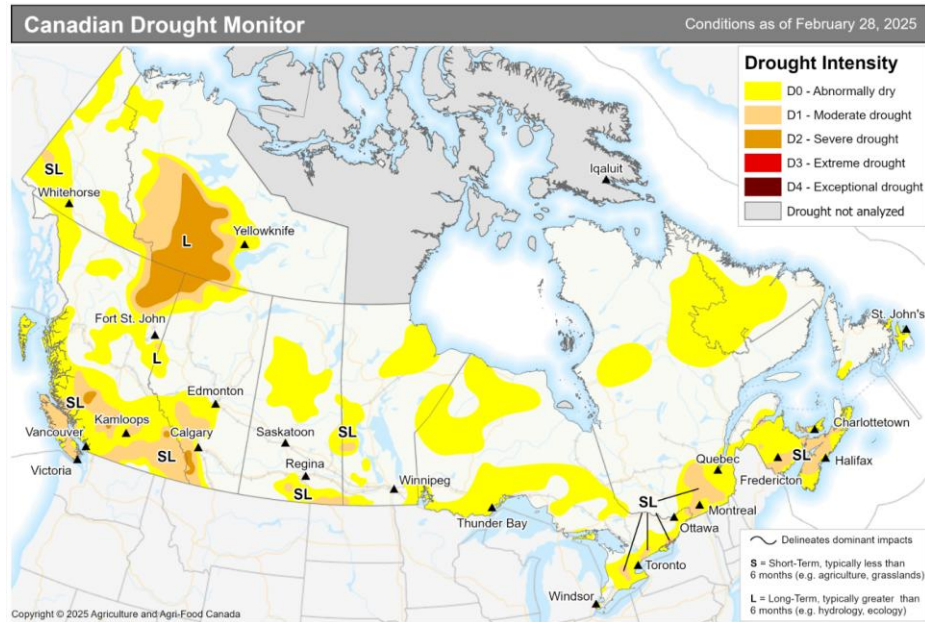 Canadian Drought Monitor
Conditions as of February 28, 2025
Drought Intensity
D0 - Abnormally dry
D1 - Moderate drought
D2 - Severe drought
D3 - Extreme drought
D4 - Exceptional drought
Drought not analyzed
Iqaluit
SL
Whitehorse
L
Yellowknife
Fort St. John
L
St. John's
SL
Edmonton
Kamloops
Vancouver
Calgary
Victoria
SL
Saskatoon
SL
Regina
SL
Winnipeg
Thunder Bay
SL
Quebec
Montreal
Ottawa
Toronto
Windsor
Charlottetown
SL
Halifax
Fredericton
Delineates dominant impacts
S = Short-Term, typically less than
6 months (e.g. agriculture, grasslands)
L = Long-Term, typically greater than
6 months (e.g. hydrology, ecology)
Copyright © 2025 Agriculture and Agri-Food Canada